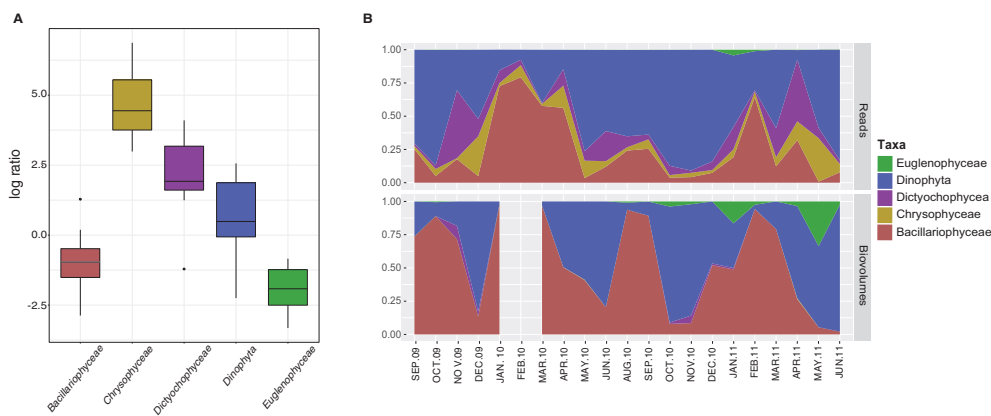 A
log ratio
5.0
2.5
0.0
-2.5
Bacillariophyceae
Chrysophyceae
Dictyochophyceae
Dinophyta
Euglenophyceae
B
1.00
0.75
0.50
0.25
0.00
Reads
1.00
0.75
0.50
0.25
0.00
Biovolumes
SEP.09
OCT.09
NOV.09
DEC.09
JAN. 10
FEB.10
MAR.10
APR.10
MAY.10
JUN.10
AUG.10
SEP.10
OCT.10
NOV.10
DEC.10
JAN.11
FEB.11
MAR.11
APR.11
MAY.11
JUN.11
Taxa
Euglenophyceae
Dinophyta
Dictyochophycea
Chrysophyceae
Bacillariophyceae